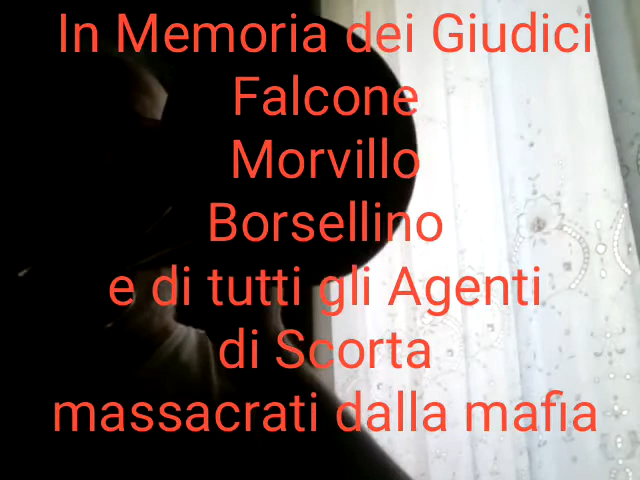 In Memoria dei Giudici
Falcone
Morvillo
Borsellino
e di tutti gli Agenti
di Scorta
massacrati dalla mafia